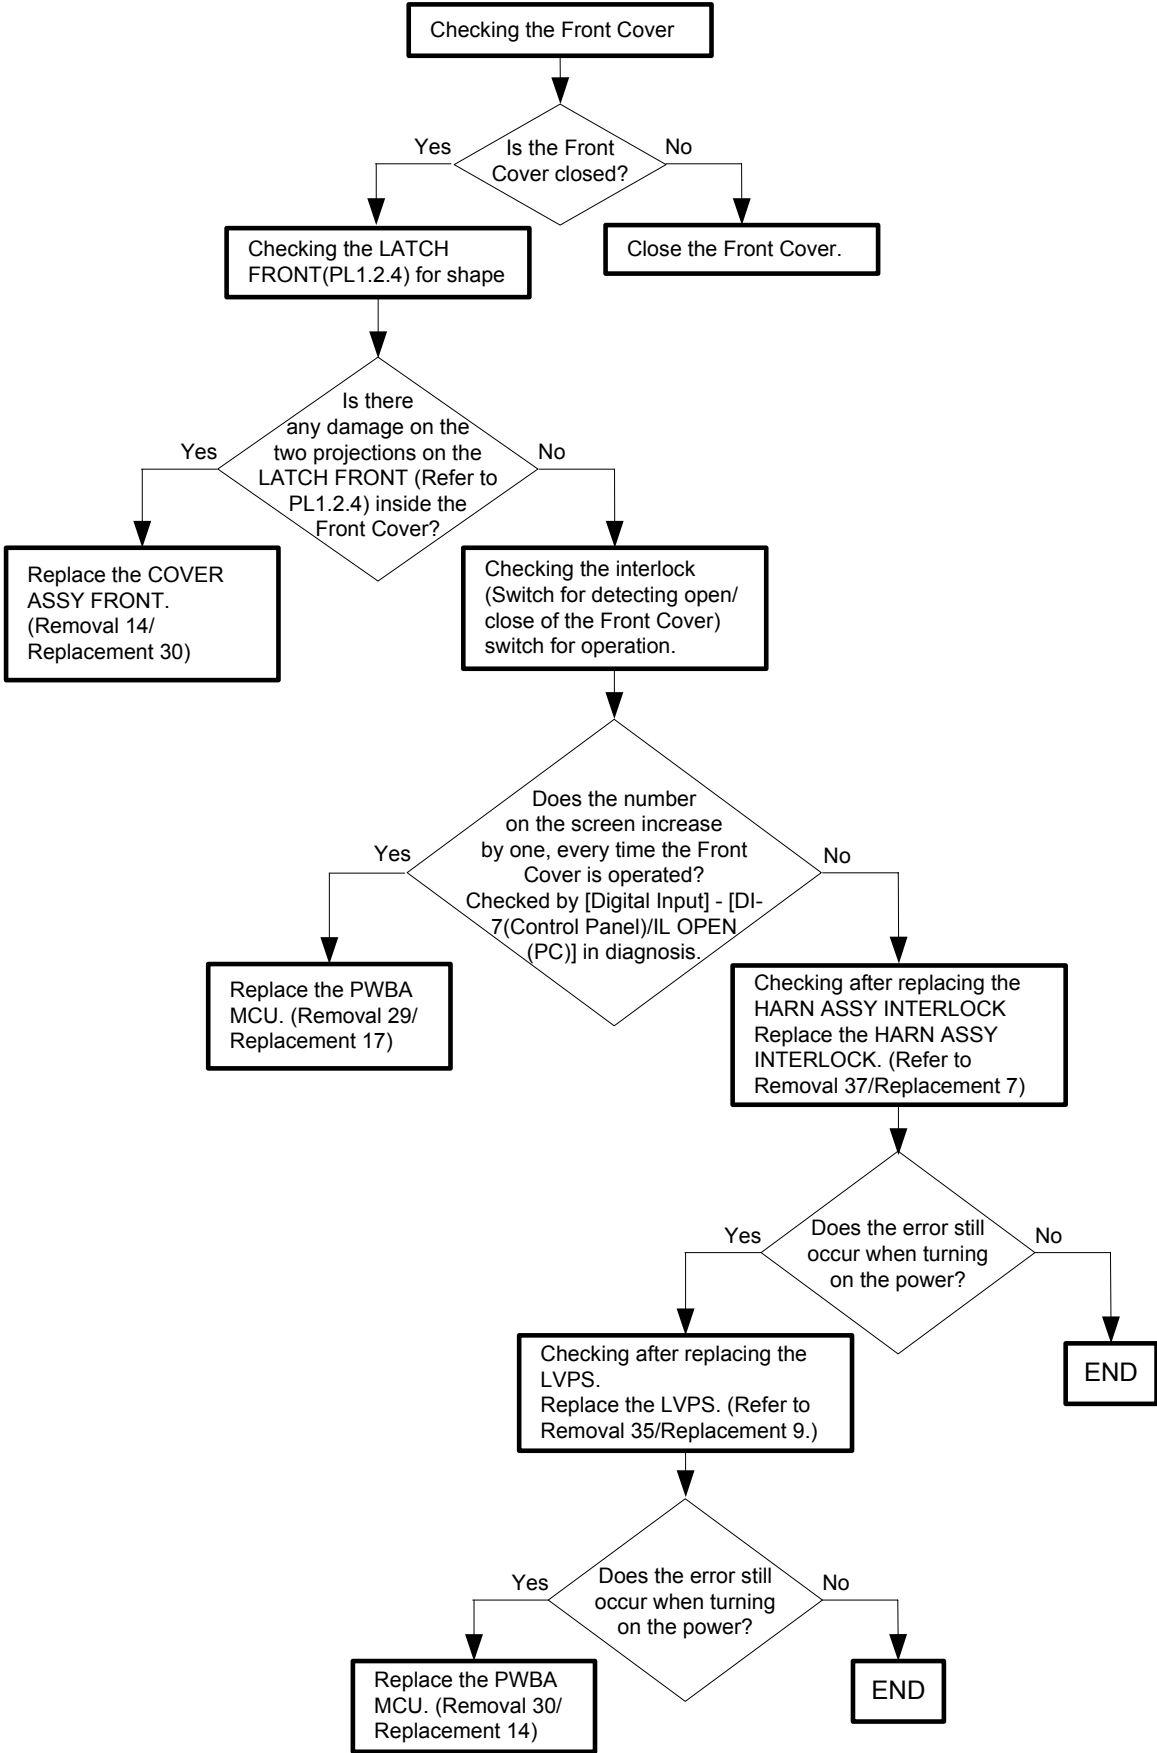 Checking the Front Cover
Yes
Is the Front
Cover closed?
No
Checking the LATCH
FRONT(PL1.2.4) for shape
Close the Front Cover.
Yes
Is there
any damage on the
two projections on the
LATCH FRONT (Refer to
PL1.2.4) inside the
Front Cover?
No
Replace the COVER
ASSY FRONT.
(Removal 14/
Replacement 30)
Checking the interlock
(Switch for detecting open/
close of the Front Cover)
switch for operation.
Yes
Does the number
on the screen increase
by one, every time the Front
Cover is operated?
Checked by [Digital Input] - [DI-
7(Control Panel)/IL OPEN
(PC)] in diagnosis.
No
Replace the PWBA
MCU. (Removal 29/
Replacement 17)
Checking after replacing the
HARN ASSY INTERLOCK
Replace the HARN ASSY
INTERLOCK. (Refer to
Removal 37/Replacement 7)
Yes
Does the error still
occur when turning
on the power?
No
Checking after replacing the
LVPS.
Replace the LVPS. (Refer to
Removal 35/Replacement 9.)
END
Yes
Does the error still
occur when turning
on the power?
No
Replace the PWBA
MCU. (Removal 30/
Replacement 14)
END